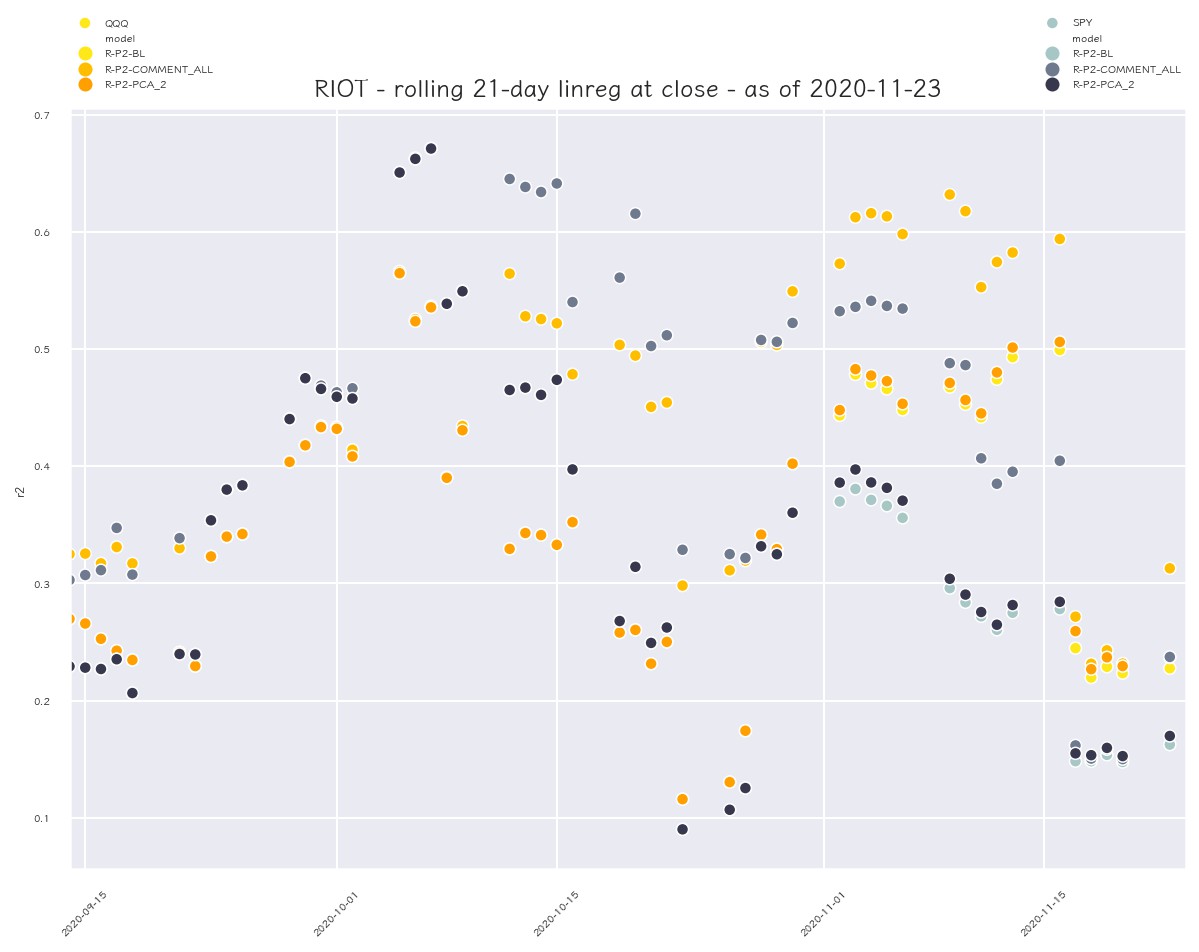 QQQ
model
R-P2-BL
R-P2-COMMENT_ALL
R-P2-PCA_2
SPY
model
R-P2-BL
R-P2-COMMENT_ALL
R-P2-PCA_2
RIOT - rolling 21-day linreg at close - as of 2020-11-23
0.7
0.6
0.5
0.4
0.3
0.2
0.1
r2
2020-09-15
2020-10-01
2020-10-15
2020-11-01
2020-11-15